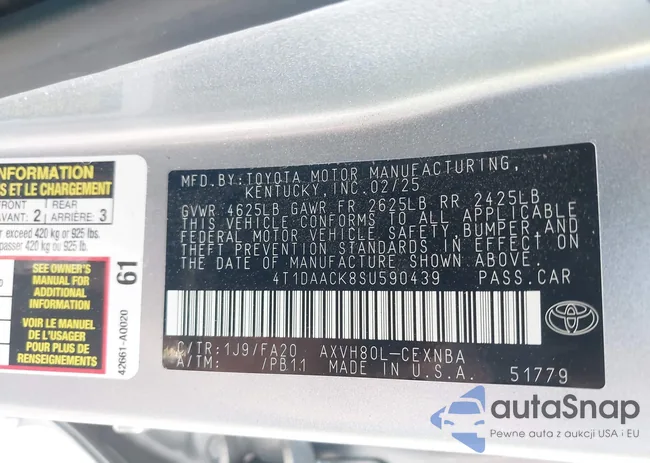 INFORMATION
S ET LE CHARGEMENT
1 REAR
AVANT: 2 ARRIÈRE: 3
exceed 420 kg or 925 lbs.
passer 420 kg ou 925 lb.
SEE OWNER'S
MANUAL FOR
ADDITIONAL
INFORMATION
VOIR LE MANUEL
DE L'USAGER
POUR PLUS DE
RENSEIGNEMENTS
61
42661-A0020
MFD.BY:TOYOTA MOTOR MANUFACTURING,
KENTUCKY, INC. 02/25
GVWR 4625LB GAWR FR 2625LB RR 2425LB
THIS VEHICLE CONFORMS TO ALL APPLICABLE
FEDERAL MOTOR VEHICLE SAFETY, BUMPER, AND
THEFT PREVENTION STANDARDS IN EFFECT ON
THE DATE OF MANUFACTURE SHOWN ABOVE.
4T1DAACK8SU590439 PASS.CAR
C/TR: 1J9/FA20 AXVH80L-CEXNBA
A/TM: /PB11 MADE IN U.S.A. 51779
TOYOTA
autaSnap
Pewne auta z aukcji USA i EU